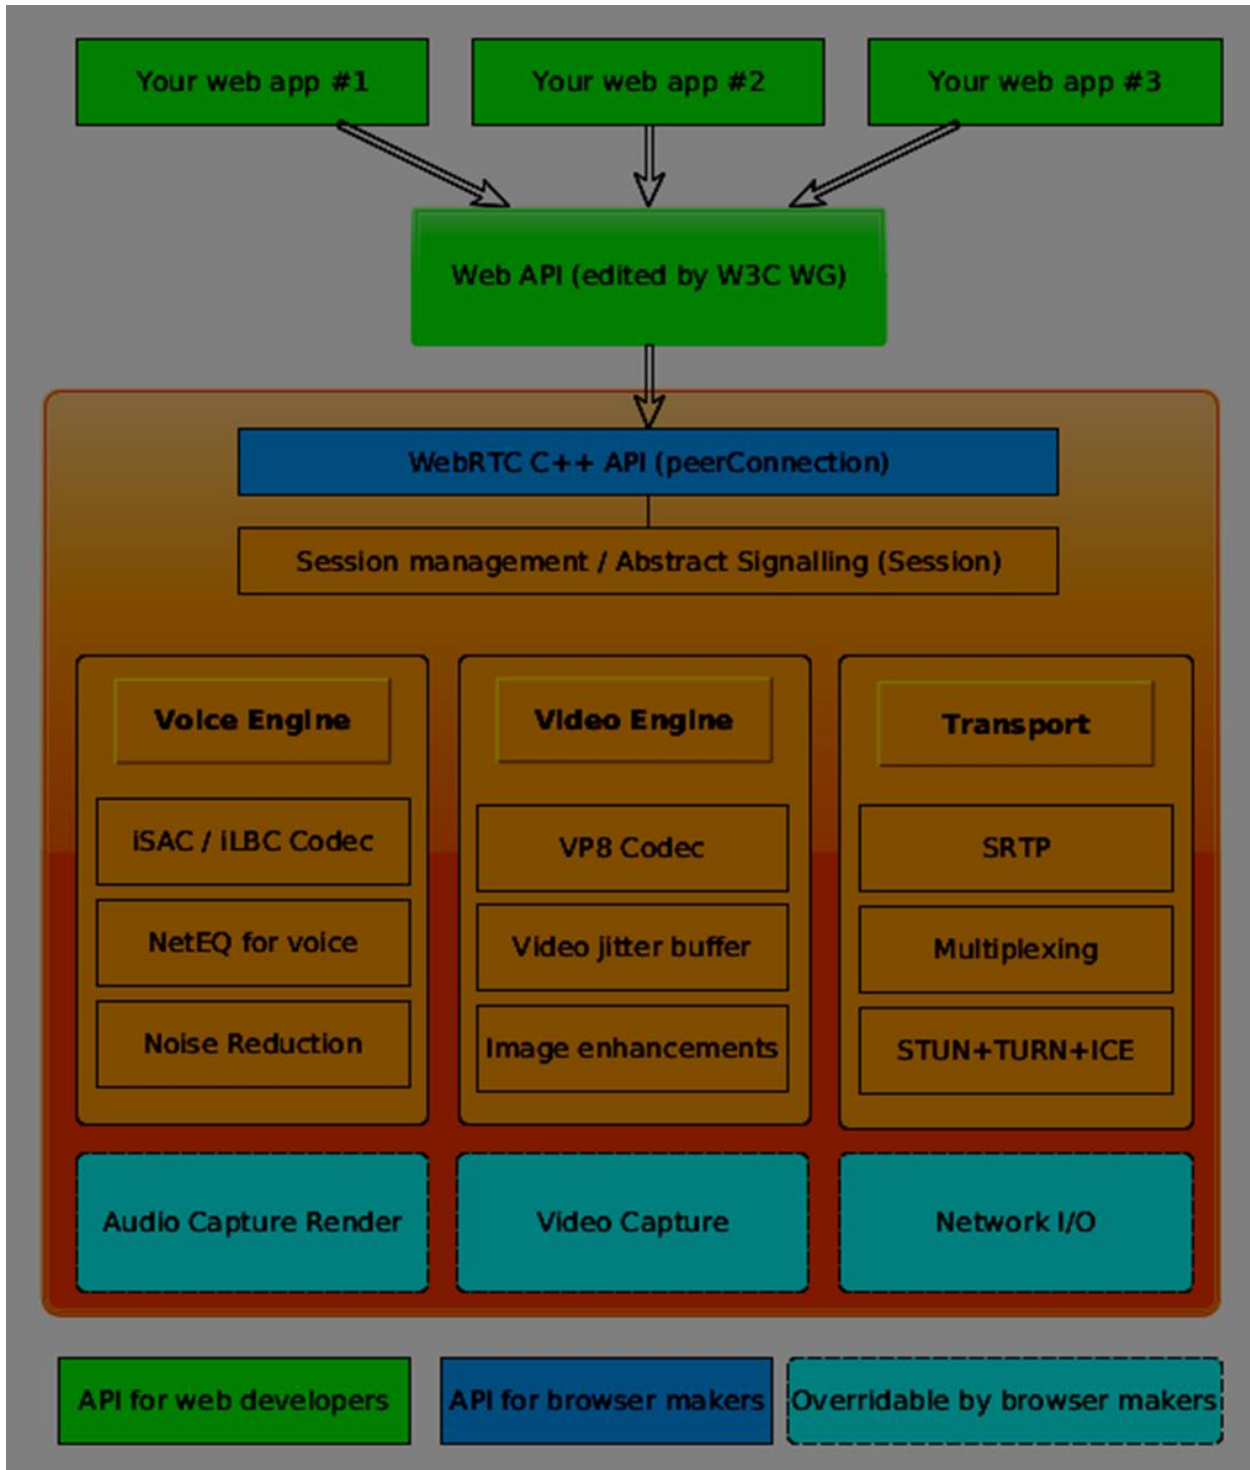 Your web app #1
Your web app #2
Your web app #3
Web API (edited by W3C WG)
WebRTC C++ API (peerConnection)
Session management / Abstract Signalling (Session)
Voice Engine
iSAC / iLBC Codec
NetEQ for voice
Noise Reduction
Video Engine
VP8 Codec
Video jitter buffer
Image enhancements
Transport
SRTP
Multiplexing
STUN+TURN+ICE
Audio Capture Render
Video Capture
Network I/O
API for web developers
API for browser makers
Overridable by browser makers